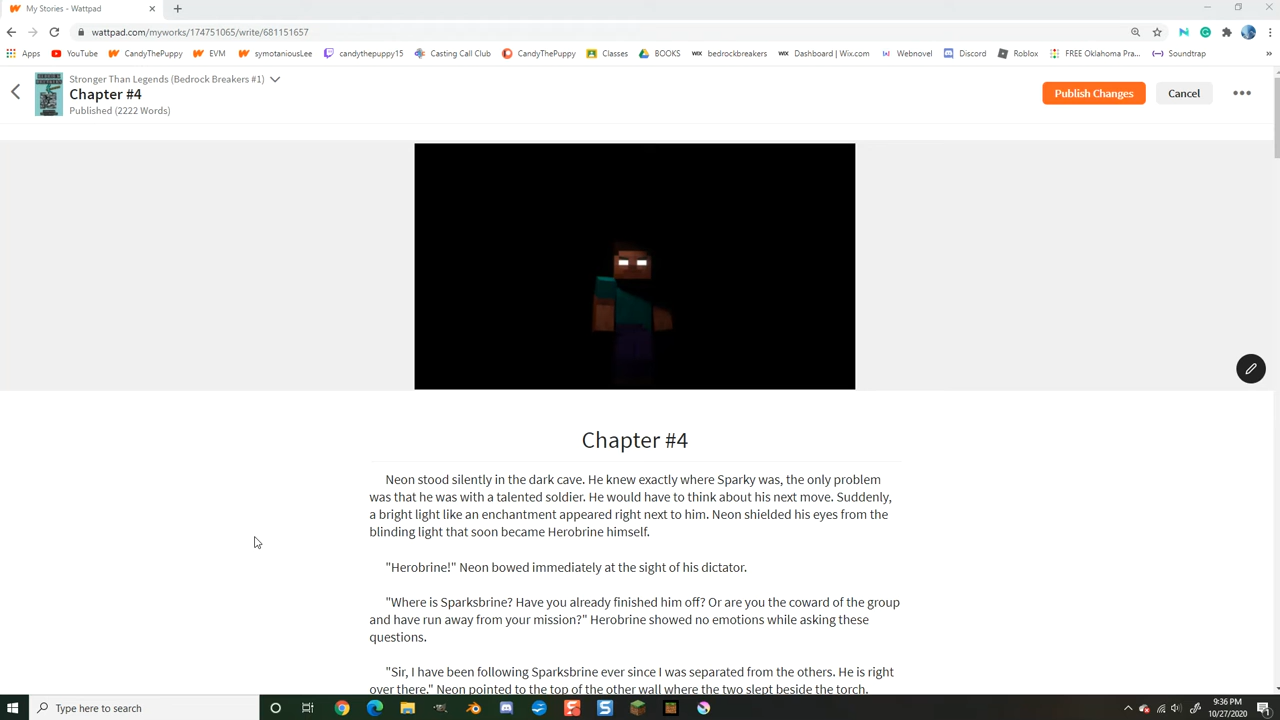 My Stories - Wattpad
wattpad.com/myworks/174751065/write/681151657
Apps YouTube CandyThePuppy EVM symotaniousLee candythepuppy15 Casting Call Club CandyThePuppy Classes BOOKS bedrockbreakers Dashboard | Wix.com Webnovel Discord Roblox FREE Oklahoma Pra... Soundtrap »
Stronger Than Legends (Bedrock Breakers #1)
Chapter #4
Published (2222 Words)
Publish Changes
Cancel
Chapter #4
Neon stood silently in the dark cave. He knew exactly where Sparky was, the only problem
was that he was with a talented soldier. He would have to think about his next move. Suddenly,
a bright light like an enchantment appeared right next to him. Neon shielded his eyes from the
blinding light that soon became Herobrine himself.
"Herobrine!" Neon bowed immediately at the sight of his dictator.
"Where is Sparksbrine? Have you already finished him off? Or are you the coward of the group
and have run away from your mission?" Herobrine showed no emotions while asking these
questions.
"Sir, I have been following Sparksbrine ever since I was separated from the others. He is right
over there." Neon pointed to the top of the other wall where the two slept beside the torch.
Type here to search
9:36 PM
10/27/2020